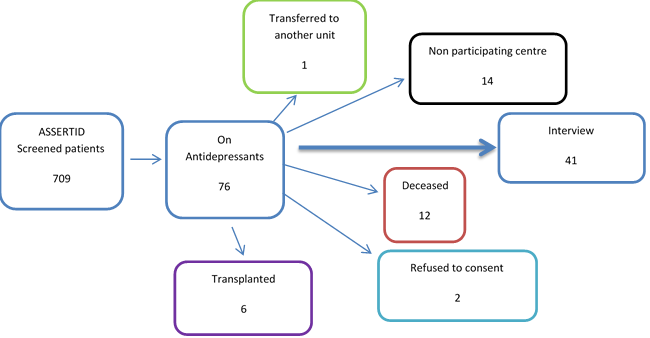 ASSERTID
Screened patients
709
On
Antidepressants
76
Transferred to
another unit
1
Non participating centre
14
Interview
41
Deceased
12
Refused to consent
2
Transplanted
6